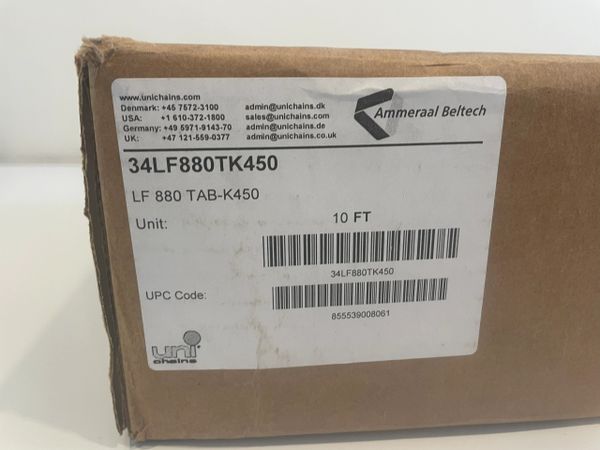 www.unichains.com
Denmark: +45 7572-3100 admin@unichains.dk
USA: +1 610-372-1800 sales@unichains.com
Germany: +49 5971-9143-70 admin@unichains.de
UK: +47 121-559-0377 admin@unichains.co.uk
Ammeraal Beltech
34LF880TK450
LF 880 TAB-K450
Unit: 10 FT
34LF880TK450
UPC Code:
855539008061
uni
chains